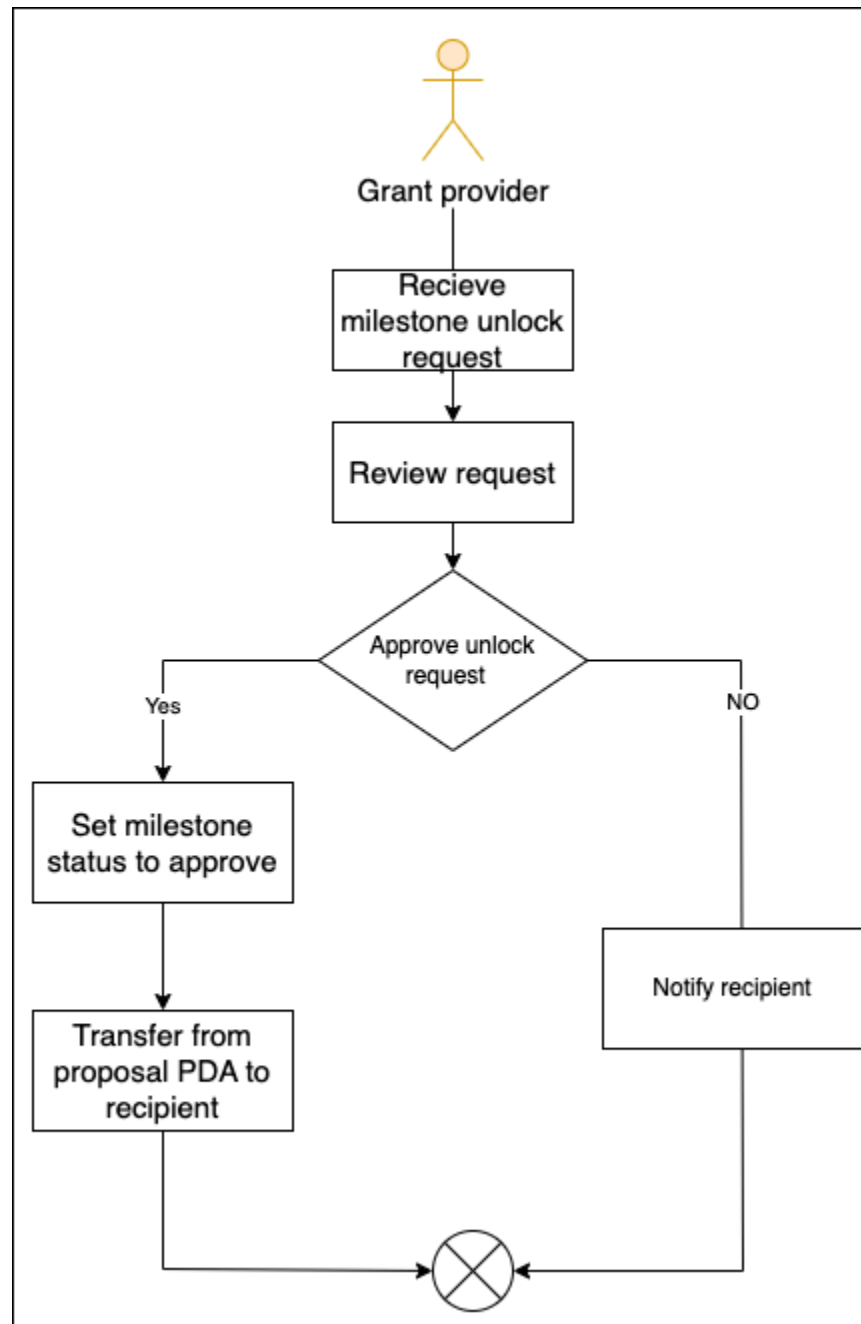 Grant provider
Recieve
milestone unlock
request
Review request
Approve unlock
request
Yes
NO
Set milestone
status to approve
Notify recipient
Transfer from
proposal PDA to
recipient